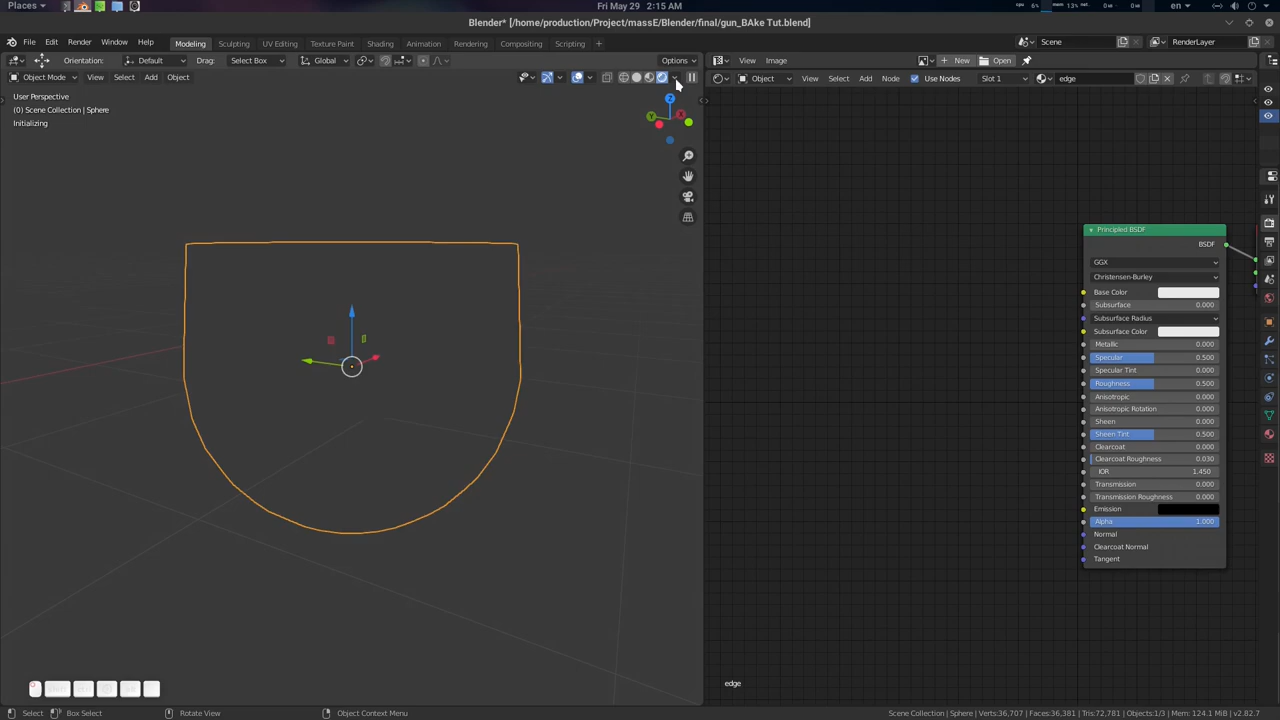 Places
Fri May 29  2:15 AM
cpu 6% mem 13% net 0% 0%
en
Blender* [/home/production/Project/massE/Blender/final/gun_BAke Tut.blend]
File Edit Render Window Help
Modeling Sculpting UV Editing Texture Paint Shading Animation Rendering Compositing Scripting +
Scene
RenderLayer
Orientation: Default Drag: Select Box Global Options
View Image + New Open
Object Mode View Select Add Object
Object View Select Add Node Use Nodes Slot 1 edge
User Perspective
(0) Scene Collection | Sphere
Initializing
Z
Y
X
Principled BSDF
BSDF
GGX
Christensen-Burley
Base Color
Subsurface 0.000
Subsurface Radius
Subsurface Color
Metallic 0.000
Specular 0.500
Specular Tint 0.000
Roughness 0.500
Anisotropic 0.000
Anisotropic Rotation 0.000
Sheen 0.000
Sheen Tint 0.500
Clearcoat 0.000
Clearcoat Roughness 0.030
IOR 1.450
Transmission 0.000
Transmission Roughness 0.000
Emission
Alpha 1.000
Normal
Clearcoat Normal
Tangent
edge
Select Box Select Rotate View Object Context Menu
Scene Collection | Sphere | Verts:36,707 | Faces:36,381 | Tris:72,781 | Objects:1/3 | Mem: 124.1 MiB | v2.82.7